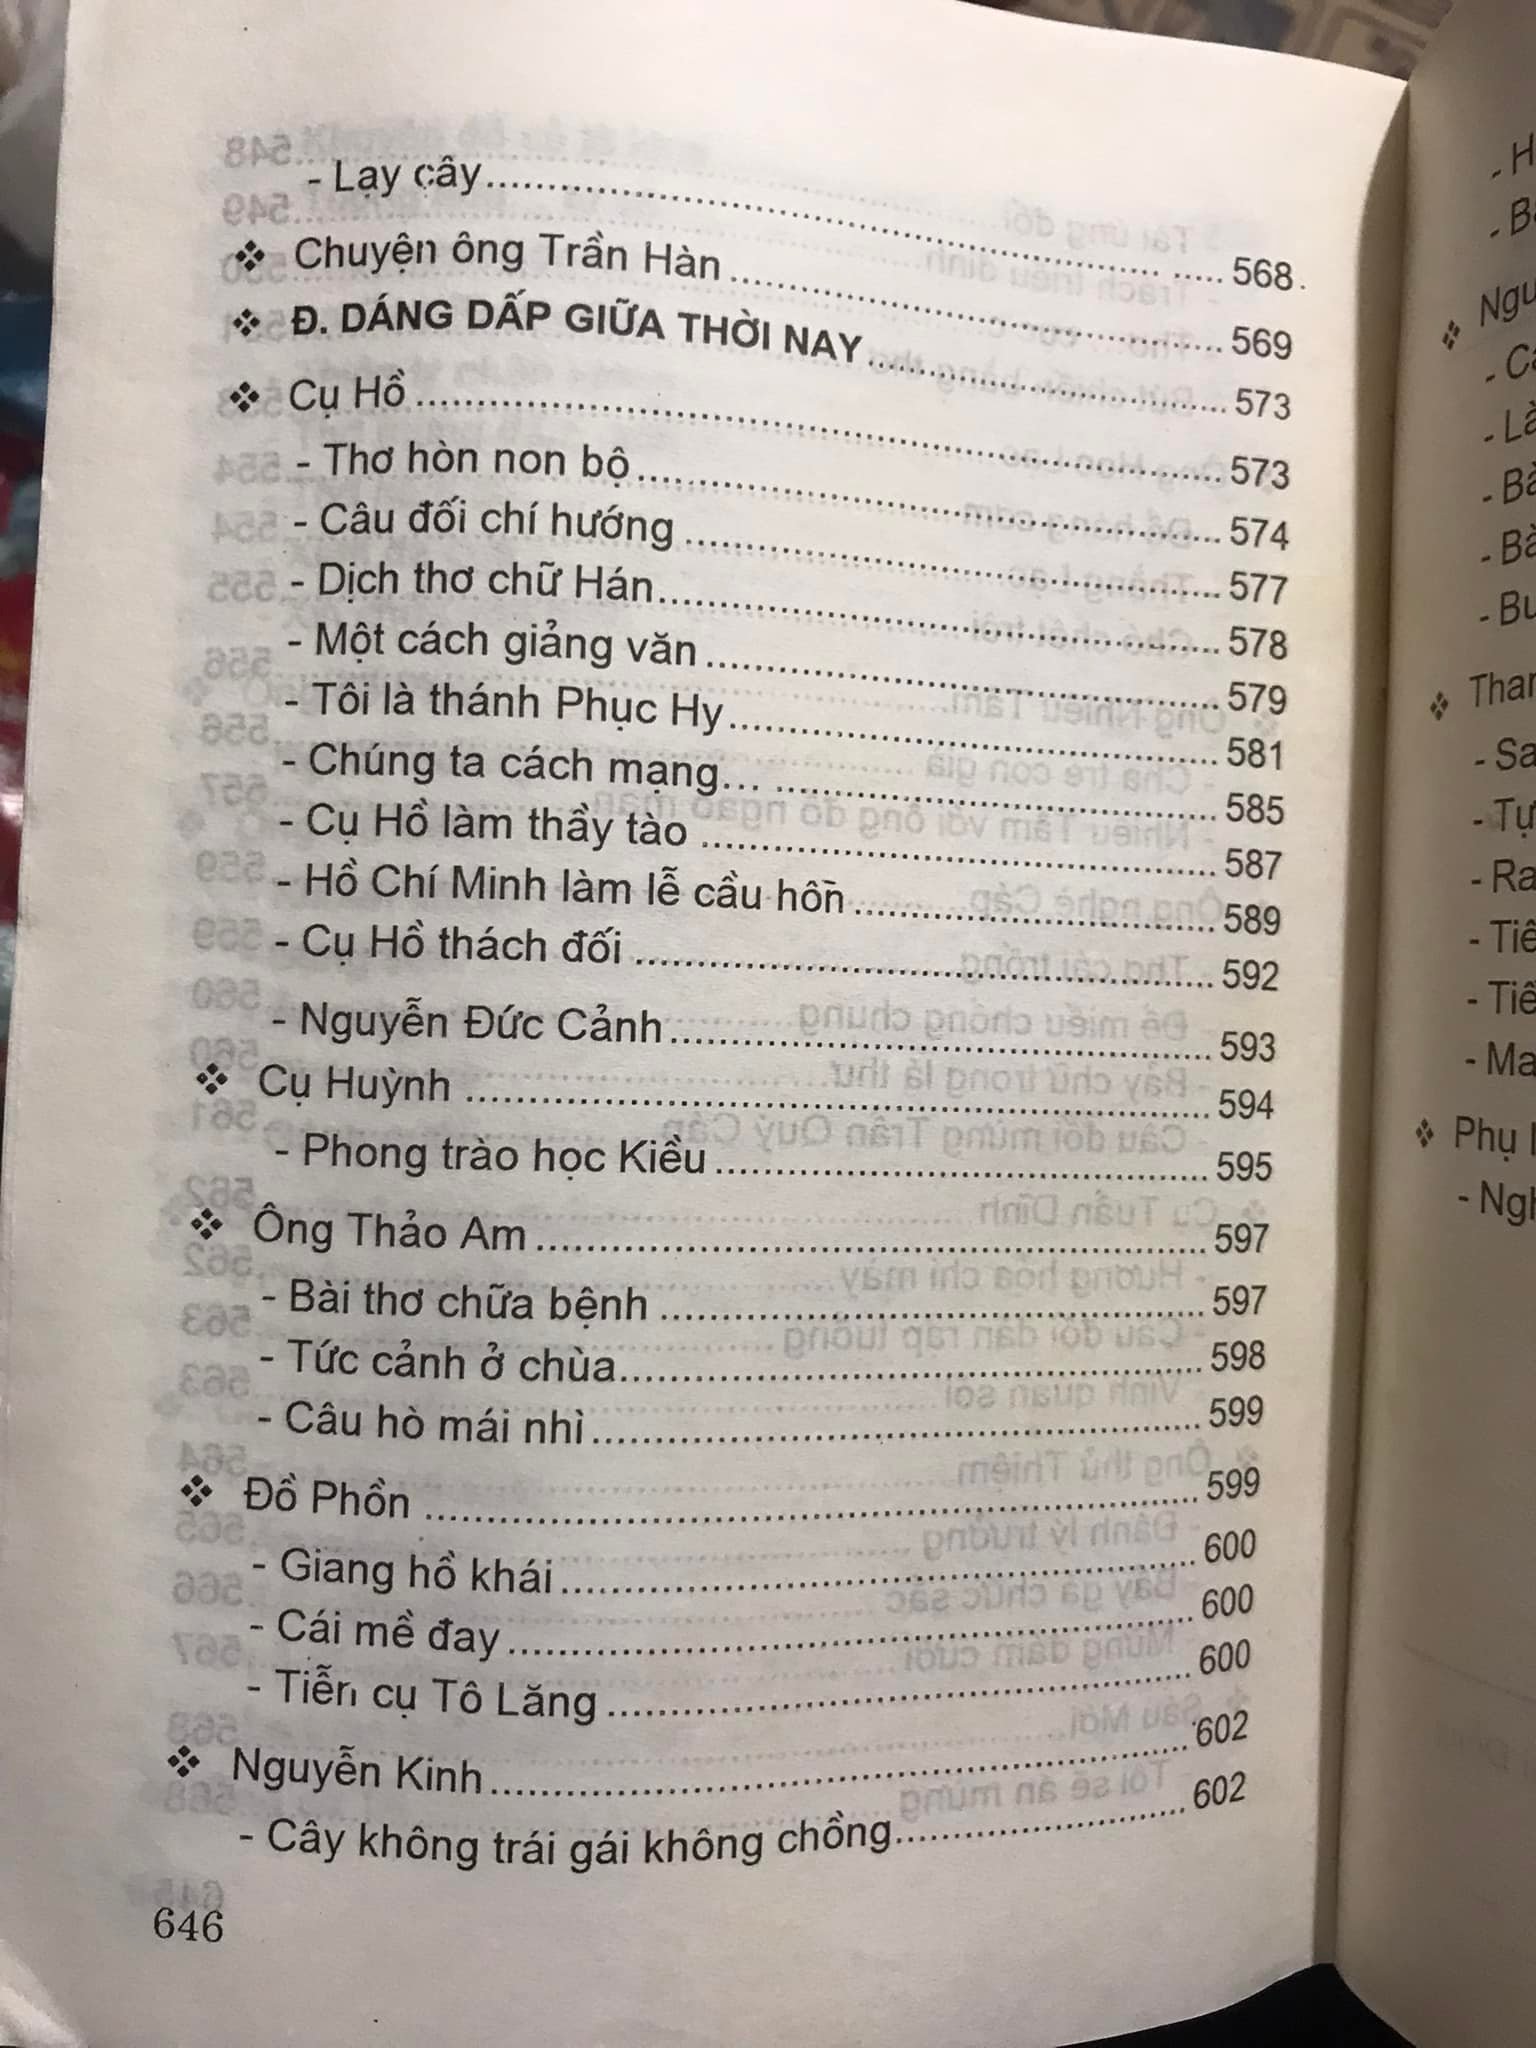 - Lạy cây........ 568
❖ Chuyện ông Trần Hàn........ 569
❖ Đ. DÁNG DẤP GIỮA THỜI NAY........ 573
❖ Cụ Hồ........ 573
- Thơ hòn non bộ........ 574
- Câu đối chí hướng........ 577
- Dịch thơ chữ Hán........ 578
- Một cách giảng văn........ 579
- Tôi là thánh Phục Hy........ 581
- Chúng ta cách mạng... ........ 585
- Cụ Hồ làm thầy tào........ 587
- Hồ Chí Minh làm lễ cầu hồn........ 589
- Cụ Hồ thách đối........ 592
- Nguyễn Đức Cảnh........ 593
❖ Cụ Huỳnh........ 594
- Phong trào học Kiều........ 595
❖ Ông Thảo Am........ 597
- Bài thơ chữa bệnh........ 597
- Tức cảnh ở chùa........ 598
- Câu hò mái nhì........ 599
❖ Đồ Phồn........ 599
- Giang hồ khái........ 600
- Cái mề đay........ 600
- Tiễn cụ Tô Lăng........ 600
❖ Nguyễn Kinh........ 602
- Cây không trái gái không chồng........ 602
646